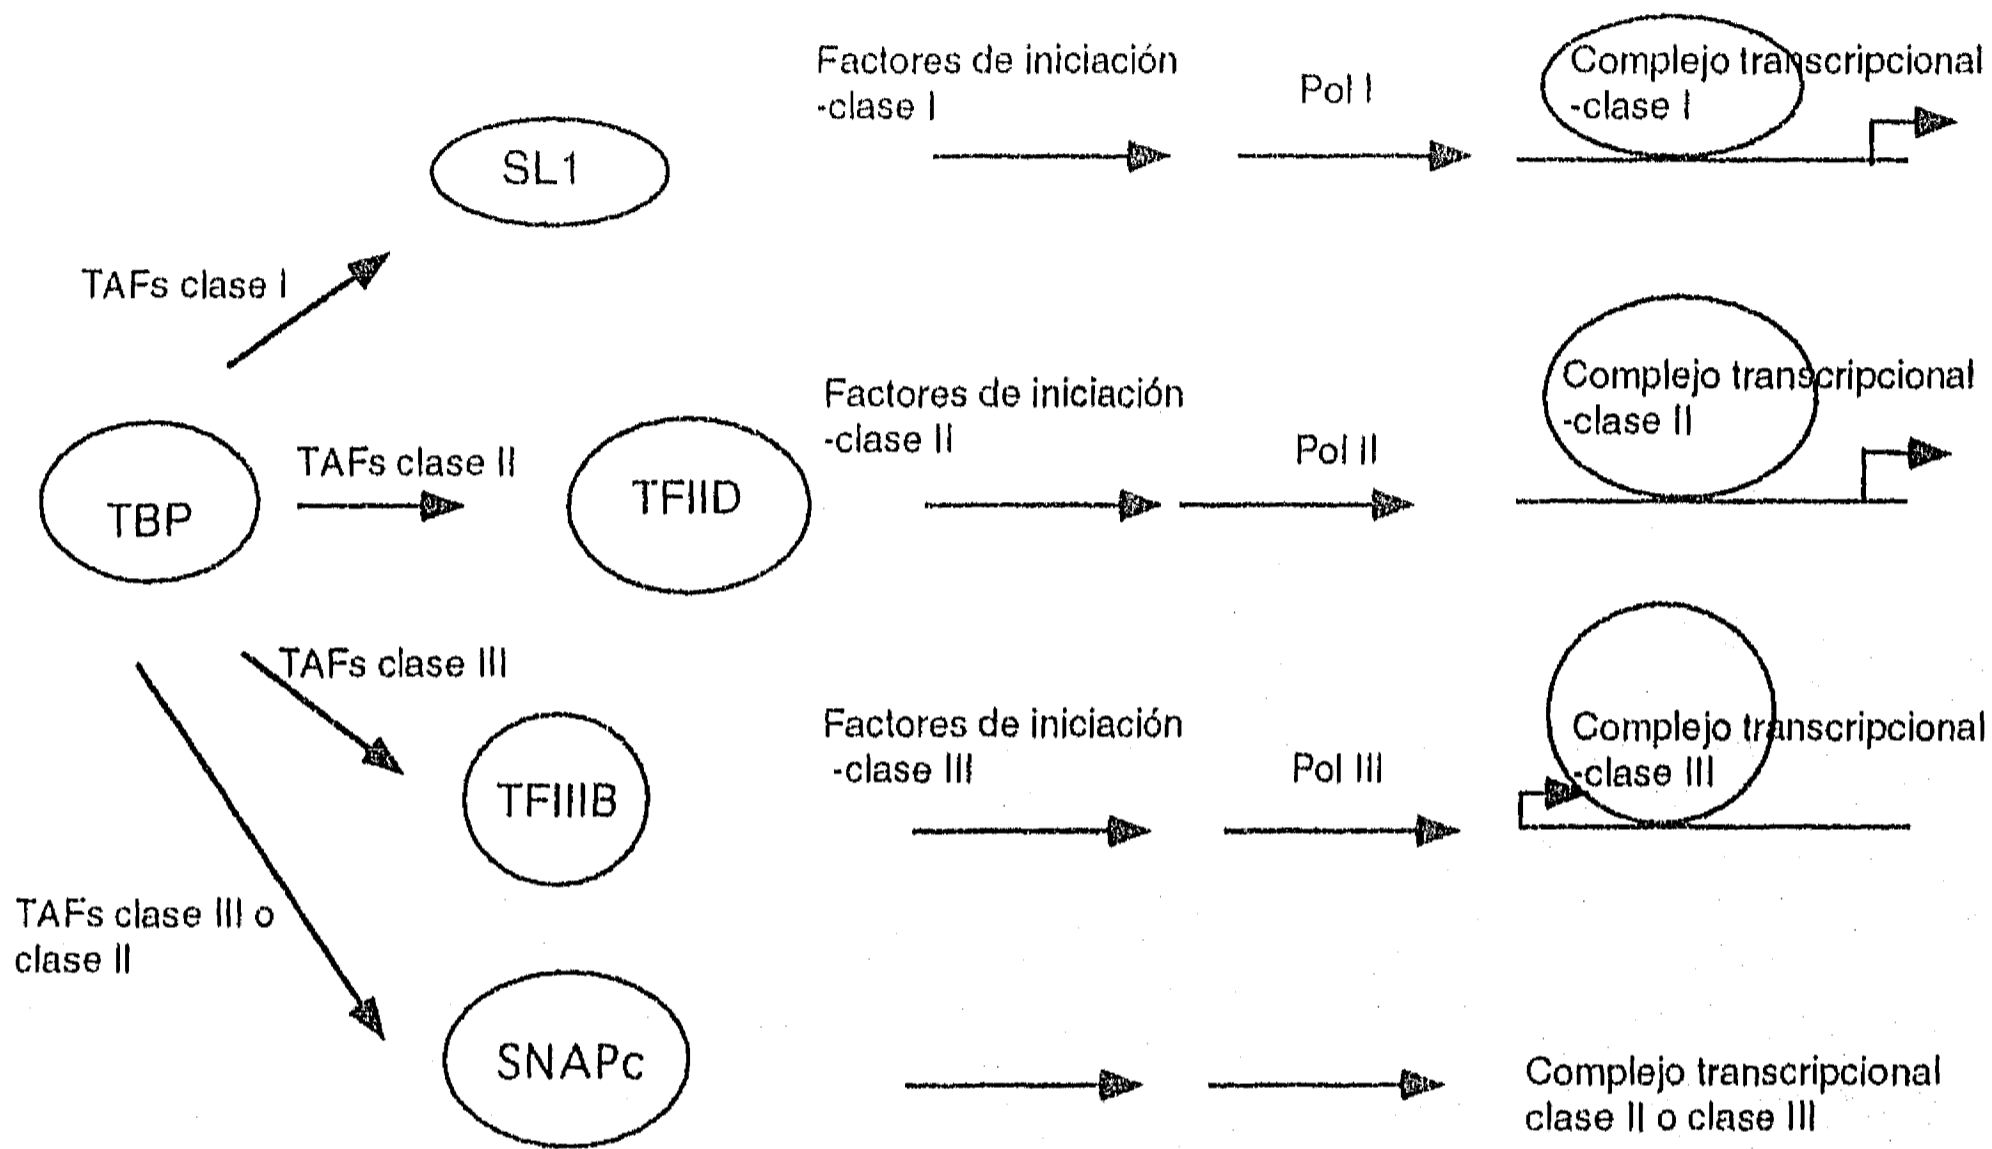 Factores de iniciación
-clase I
Pol I
Complejo transcripcional
-clase I
SL1
TAFs clase I
Factores de iniciación
-clase II
Pol II
Complejo transcripcional
-clase II
TAFs clase II
TBP
TFIID
TAFs clase III
Factores de iniciación
-clase III
Pol III
Complejo transcripcional
-clase III
TFIIIB
TAFs clase III o
clase II
SNAPc
Complejo transcripcional
clase II o clase III